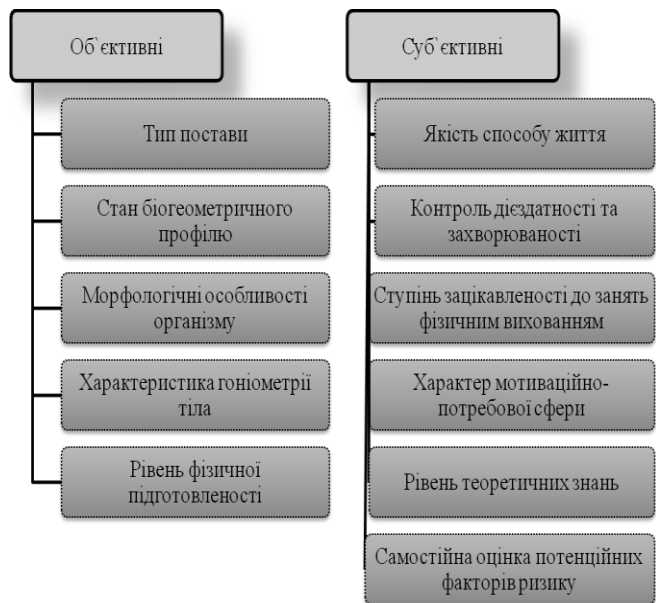 Об`єктивні
Тип постави
Стан біогеометричного
профілю
Морфологічні особливості
організму
Характеристика гоніометрії
тіла
Рівень фізичної
підготовленості
Суб`єктивні
Якість способу життя
Контроль дієздатності та
захворюваності
Ступінь зацікавленості до занять
фізичним вихованням
Характер мотиваційно-
потребової сфери
Рівень теоретичних знань
Самостійна оцінка потенційних
факторів ризику